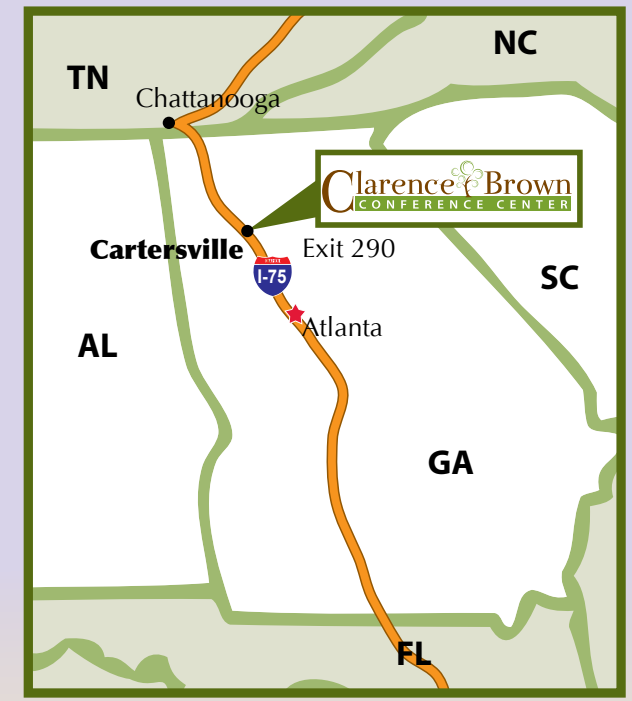 NC
TN
Chattanooga
Clarence Brown
CONFERENCE CENTER
Cartersville
Exit 290
I-75
SC
Atlanta
AL
GA
FL